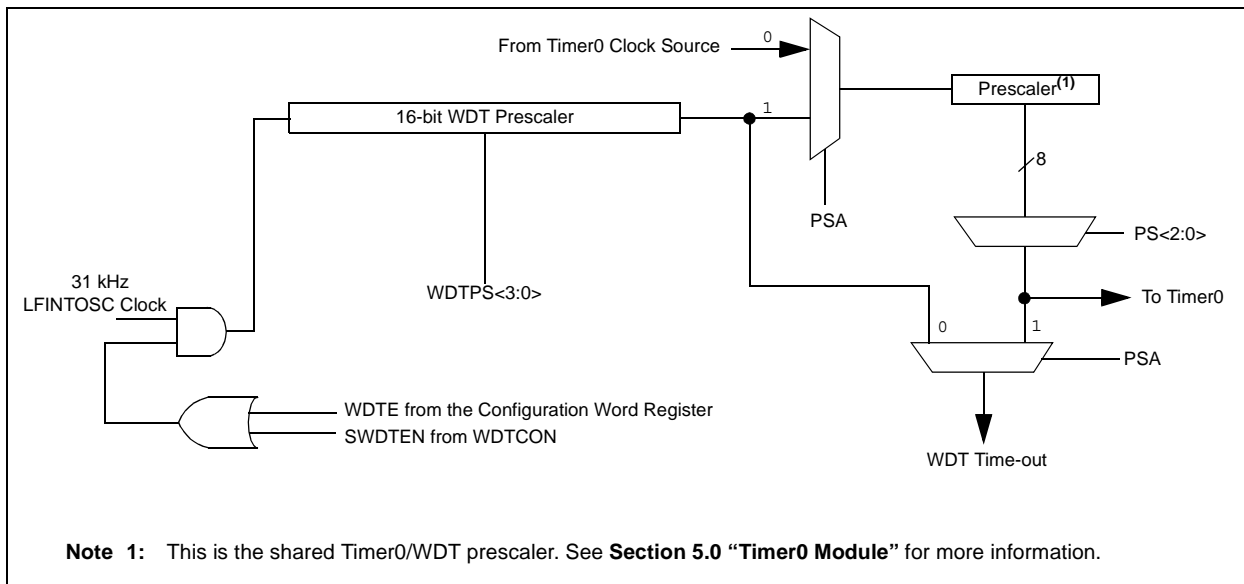 From Timer0 Clock Source
0
1
16-bit WDT Prescaler
Prescaler(1)
8
PSA
PS<2:0>
31 kHz
LFINTOSC Clock
WDTPS<3:0>
To Timer0
0
1
PSA
WDTE from the Configuration Word Register
SWDTEN from WDTCON
WDT Time-out
Note 1: This is the shared Timer0/WDT prescaler. See Section 5.0 “Timer0 Module” for more information.